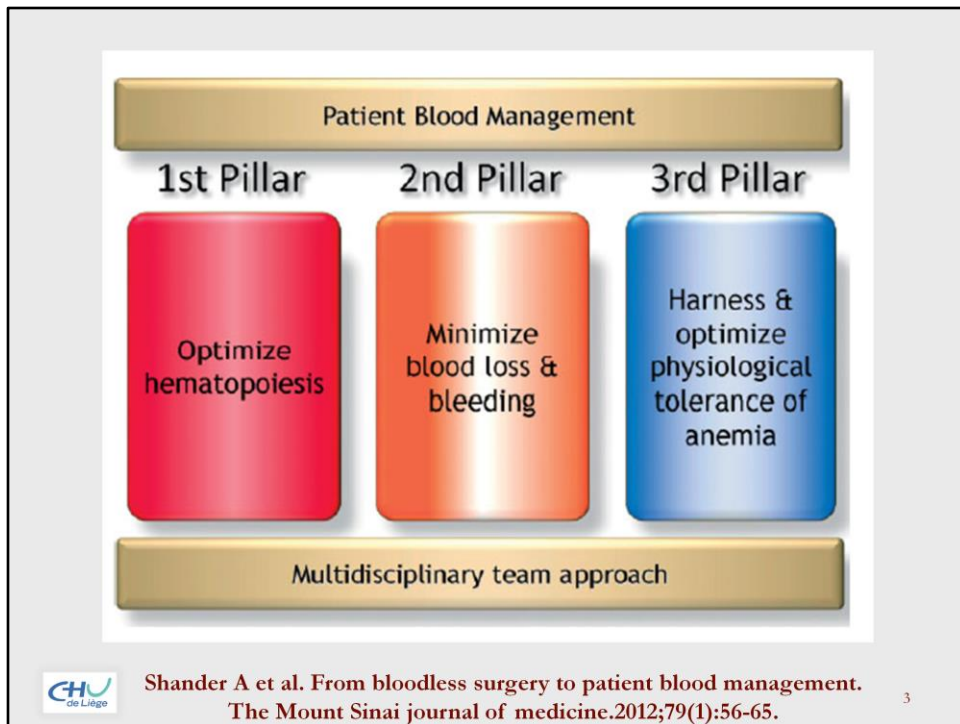 Patient Blood Management
1st Pillar
2nd Pillar
3rd Pillar
Optimize
hematopoiesis
Minimize
blood loss &
bleeding
Harness &
optimize
physiological
tolerance of
anemia
Multidisciplinary team approach
CHU
de Liège
Shander A et al. From bloodless surgery to patient blood management.
The Mount Sinai journal of medicine.2012;79(1):56-65.
3